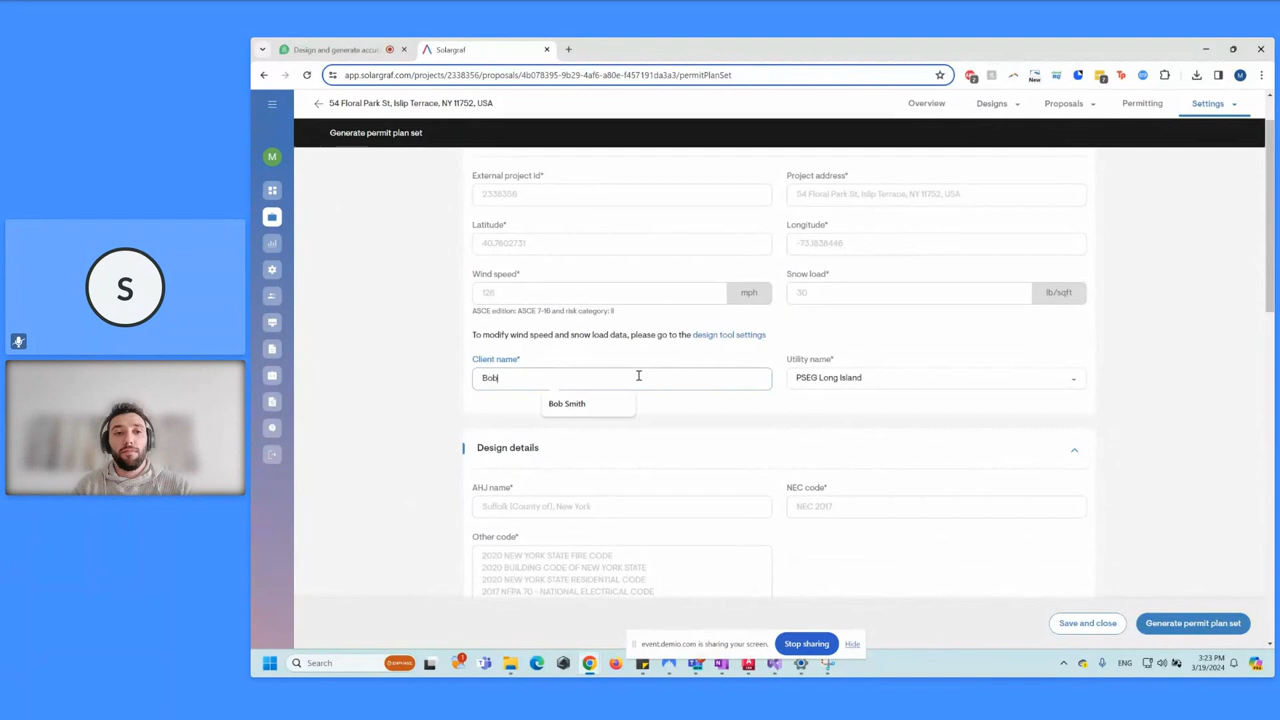 Design and generate accu
Solargraf
app.solargraf.com/projects/2338356/proposals/4b078395-9b29-4af6-a80e-f457191da3a3/permitPlanSet
54 Floral Park St, Islip Terrace, NY 11752, USA
Overview
Designs
Proposals
Permitting
Settings
M
Generate permit plan set
External project id*
2338356
Project address*
54 Floral Park St, Islip Terrace, NY 11752, USA
Latitude*
40.7602731
Longitude*
-73.1838446
Wind speed*
126
mph
Snow load*
30
lb/sqft
ASCE edition: ASCE 7-16 and risk category: II
To modify wind speed and snow load data, please go to the design tool settings
Client name*
Bob
Bob Smith
Utility name*
PSEG Long Island
Design details
AHJ name*
Suffolk (County of), New York
NEC code*
NEC 2017
Other code*
2020 NEW YORK STATE FIRE CODE
2020 BUILDING CODE OF NEW YORK STATE
2020 NEW YORK STATE RESIDENTIAL CODE
2017 NFPA 70 - NATIONAL ELECTRICAL CODE
Save and close
Generate permit plan set
event.demio.com is sharing your screen.
Stop sharing
Hide
Search
ENG
3:23 PM
3/19/2024
S